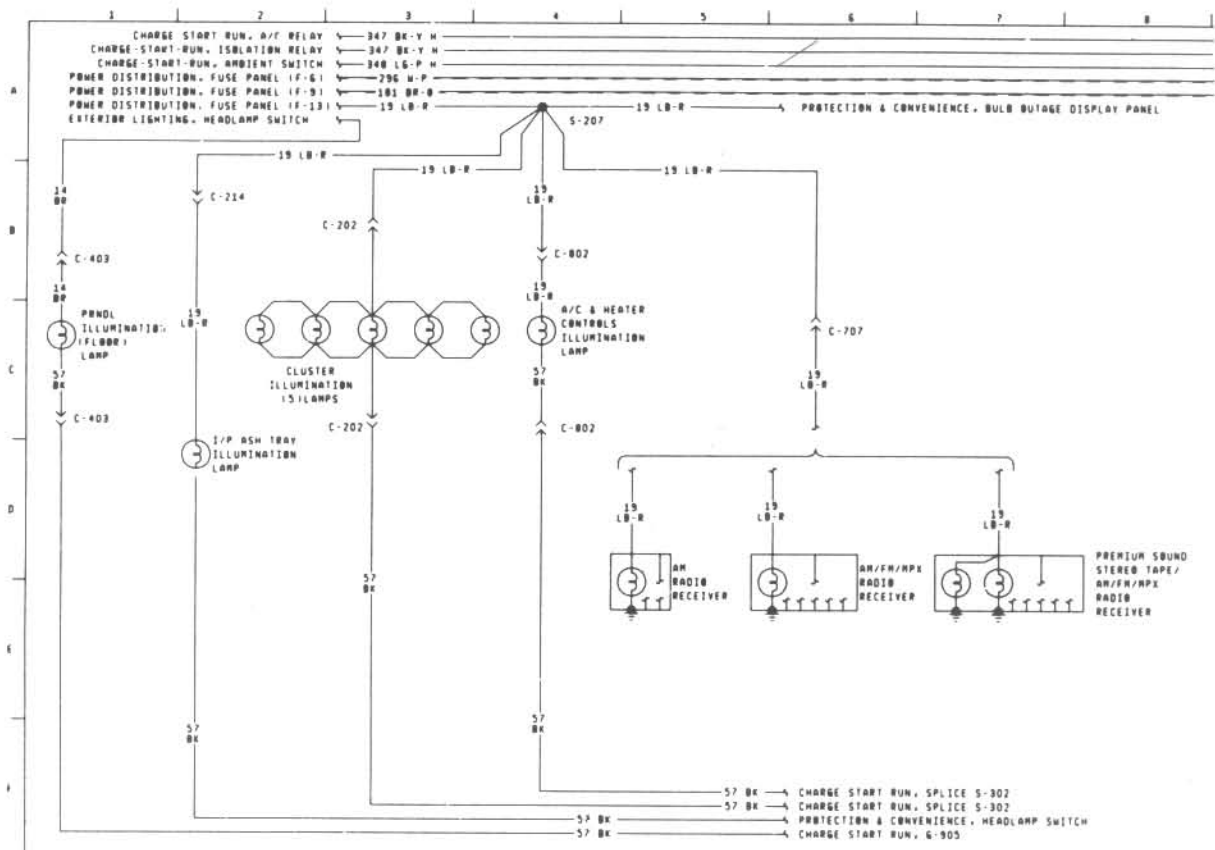 1 2 3 4 5 6 7 8
CHARGE START RUN, A/C RELAY 347 BK-Y H
CHARGE-START-RUN, ISOLATION RELAY 347 BK-Y H
CHARGE-START-RUN, AMBIENT SWITCH 348 LG-P H
A
POWER DISTRIBUTION, FUSE PANEL (F-6) 296 W-P
POWER DISTRIBUTION, FUSE PANEL (F-9) 181 BR-O
POWER DISTRIBUTION, FUSE PANEL (F-13) 19 LB-R 19 LB-R PROTECTION & CONVENIENCE, BULB OUTAGE DISPLAY PANEL
EXTERIOR LIGHTING, HEADLAMP SWITCH
S-207
19 LB-R
19 LB-R
19 LB-R
14
BR
19
LB-R
C-214
B
C-202
C-802
C-403
14
BR
19
LB-R
19
LB-R
PRNDL
ILLUMINATION
(FLOOR)
LAMP
A/C & HEATER
CONTROLS
ILLUMINATION
LAMP
C-707
C
57
BK
CLUSTER
ILLUMINATION
(5)LAMPS
57
BK
19
LB-R
C-403
C-202
C-802
I/P ASH TRAY
ILLUMINATION
LAMP
D
19
LB-R
19
LB-R
19
LB-R
57
BK
AM
RADIO
RECEIVER
AM/FM/MPX
RADIO
RECEIVER
PREMIUM SOUND
STEREO TAPE/
AM/FM/MPX
RADIO
RECEIVER
E
57
BK
57
BK
57 BK CHARGE START RUN, SPLICE S-302
57 BK CHARGE START RUN, SPLICE S-302
57 BK PROTECTION & CONVENIENCE, HEADLAMP SWITCH
57 BK CHARGE START RUN, G-905